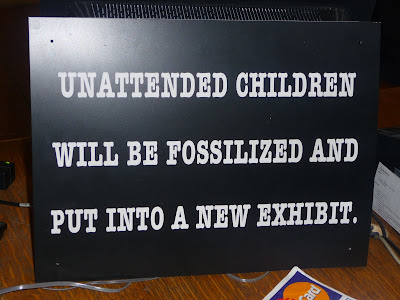 UNATTENDED CHILDREN
WILL BE FOSSILIZED AND
PUT INTO A NEW EXHIBIT.